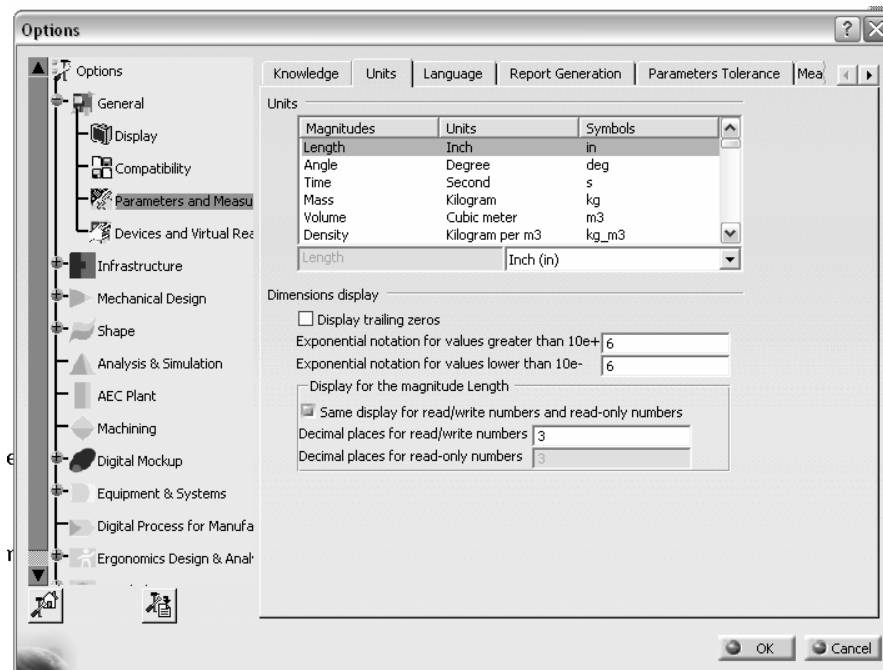 Options
Options
General
Display
Compatibility
Parameters and Measu
Devices and Virtual Rea
Infrastructure
Mechanical Design
Shape
Analysis & Simulation
AEC Plant
Machining
Digital Mockup
Equipment & Systems
Digital Process for Manufa
Ergonomics Design & Anal
Knowledge Units Language Report Generation Parameters Tolerance Mea
Units
Magnitudes Units Symbols
Length Inch in
Angle Degree deg
Time Second s
Mass Kilogram kg
Volume Cubic meter m3
Density Kilogram per m3 kg_m3
Length Inch (in)
Dimensions display
Display trailing zeros
Exponential notation for values greater than 10e+ 6
Exponential notation for values lower than 10e- 6
Display for the magnitude Length
Same display for read/write numbers and read-only numbers
Decimal places for read/write numbers 3
Decimal places for read-only numbers 3
OK Cancel